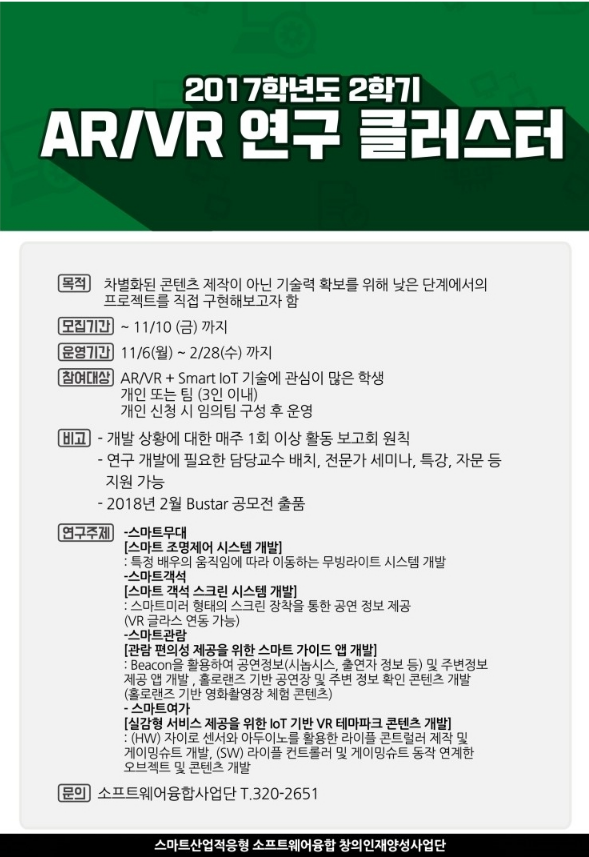 2017학년도 2학기
AR/VR 연구 클러스터
목적 차별화된 콘텐츠 제작이 아닌 기술력 확보를 위해 낮은 단계에서의
프로젝트를 직접 구현해보고자 함
모집기간 ~ 11/10 (금) 까지
운영기간 11/6(월) ~ 2/28(수) 까지
참여대상 AR/VR + Smart IoT 기술에 관심이 많은 학생
개인 또는 팀 (3인 이내)
개인 신청 시 임의팀 구성 후 운영
비고 - 개발 상황에 대한 매주 1회 이상 활동 보고회 원칙
- 연구 개발에 필요한 담당교수 배치, 전문가 세미나, 특강, 자문 등
지원 가능
- 2018년 2월 Bustar 공모전 출품
연구주제 -스마트무대
[스마트 조명제어 시스템 개발]
: 특정 배우의 움직임에 따라 이동하는 무빙라이트 시스템 개발
-스마트객석
[스마트 객석 스크린 시스템 개발]
: 스마트미러 형태의 스크린 장착을 통한 공연 정보 제공
(VR 글라스 연동 가능)
-스마트관람
[관람 편의성 제공을 위한 스마트 가이드 앱 개발]
: Beacon을 활용하여 공연정보(시놉시스, 출연자 정보 등) 및 주변정보
제공 앱 개발 , 홀로랜즈 기반 공연장 및 주변 정보 확인 콘텐츠 개발
(홀로랜즈 기반 영화촬영장 체험 콘텐츠)
- 스마트여가
[실감형 서비스 제공을 위한 IoT 기반 VR 테마파크 콘텐츠 개발]
: (HW) 자이로 센서와 아두이노를 활용한 라이플 콘트럴러 제작 및
게이밍슈트 개발, (SW) 라이플 컨트롤러 및 게이밍슈트 동작 연계한
오브젝트 및 콘텐츠 개발
문의 소프트웨어융합사업단 T.320-2651
스마트산업적응형 소프트웨어융합 창의인재양성사업단